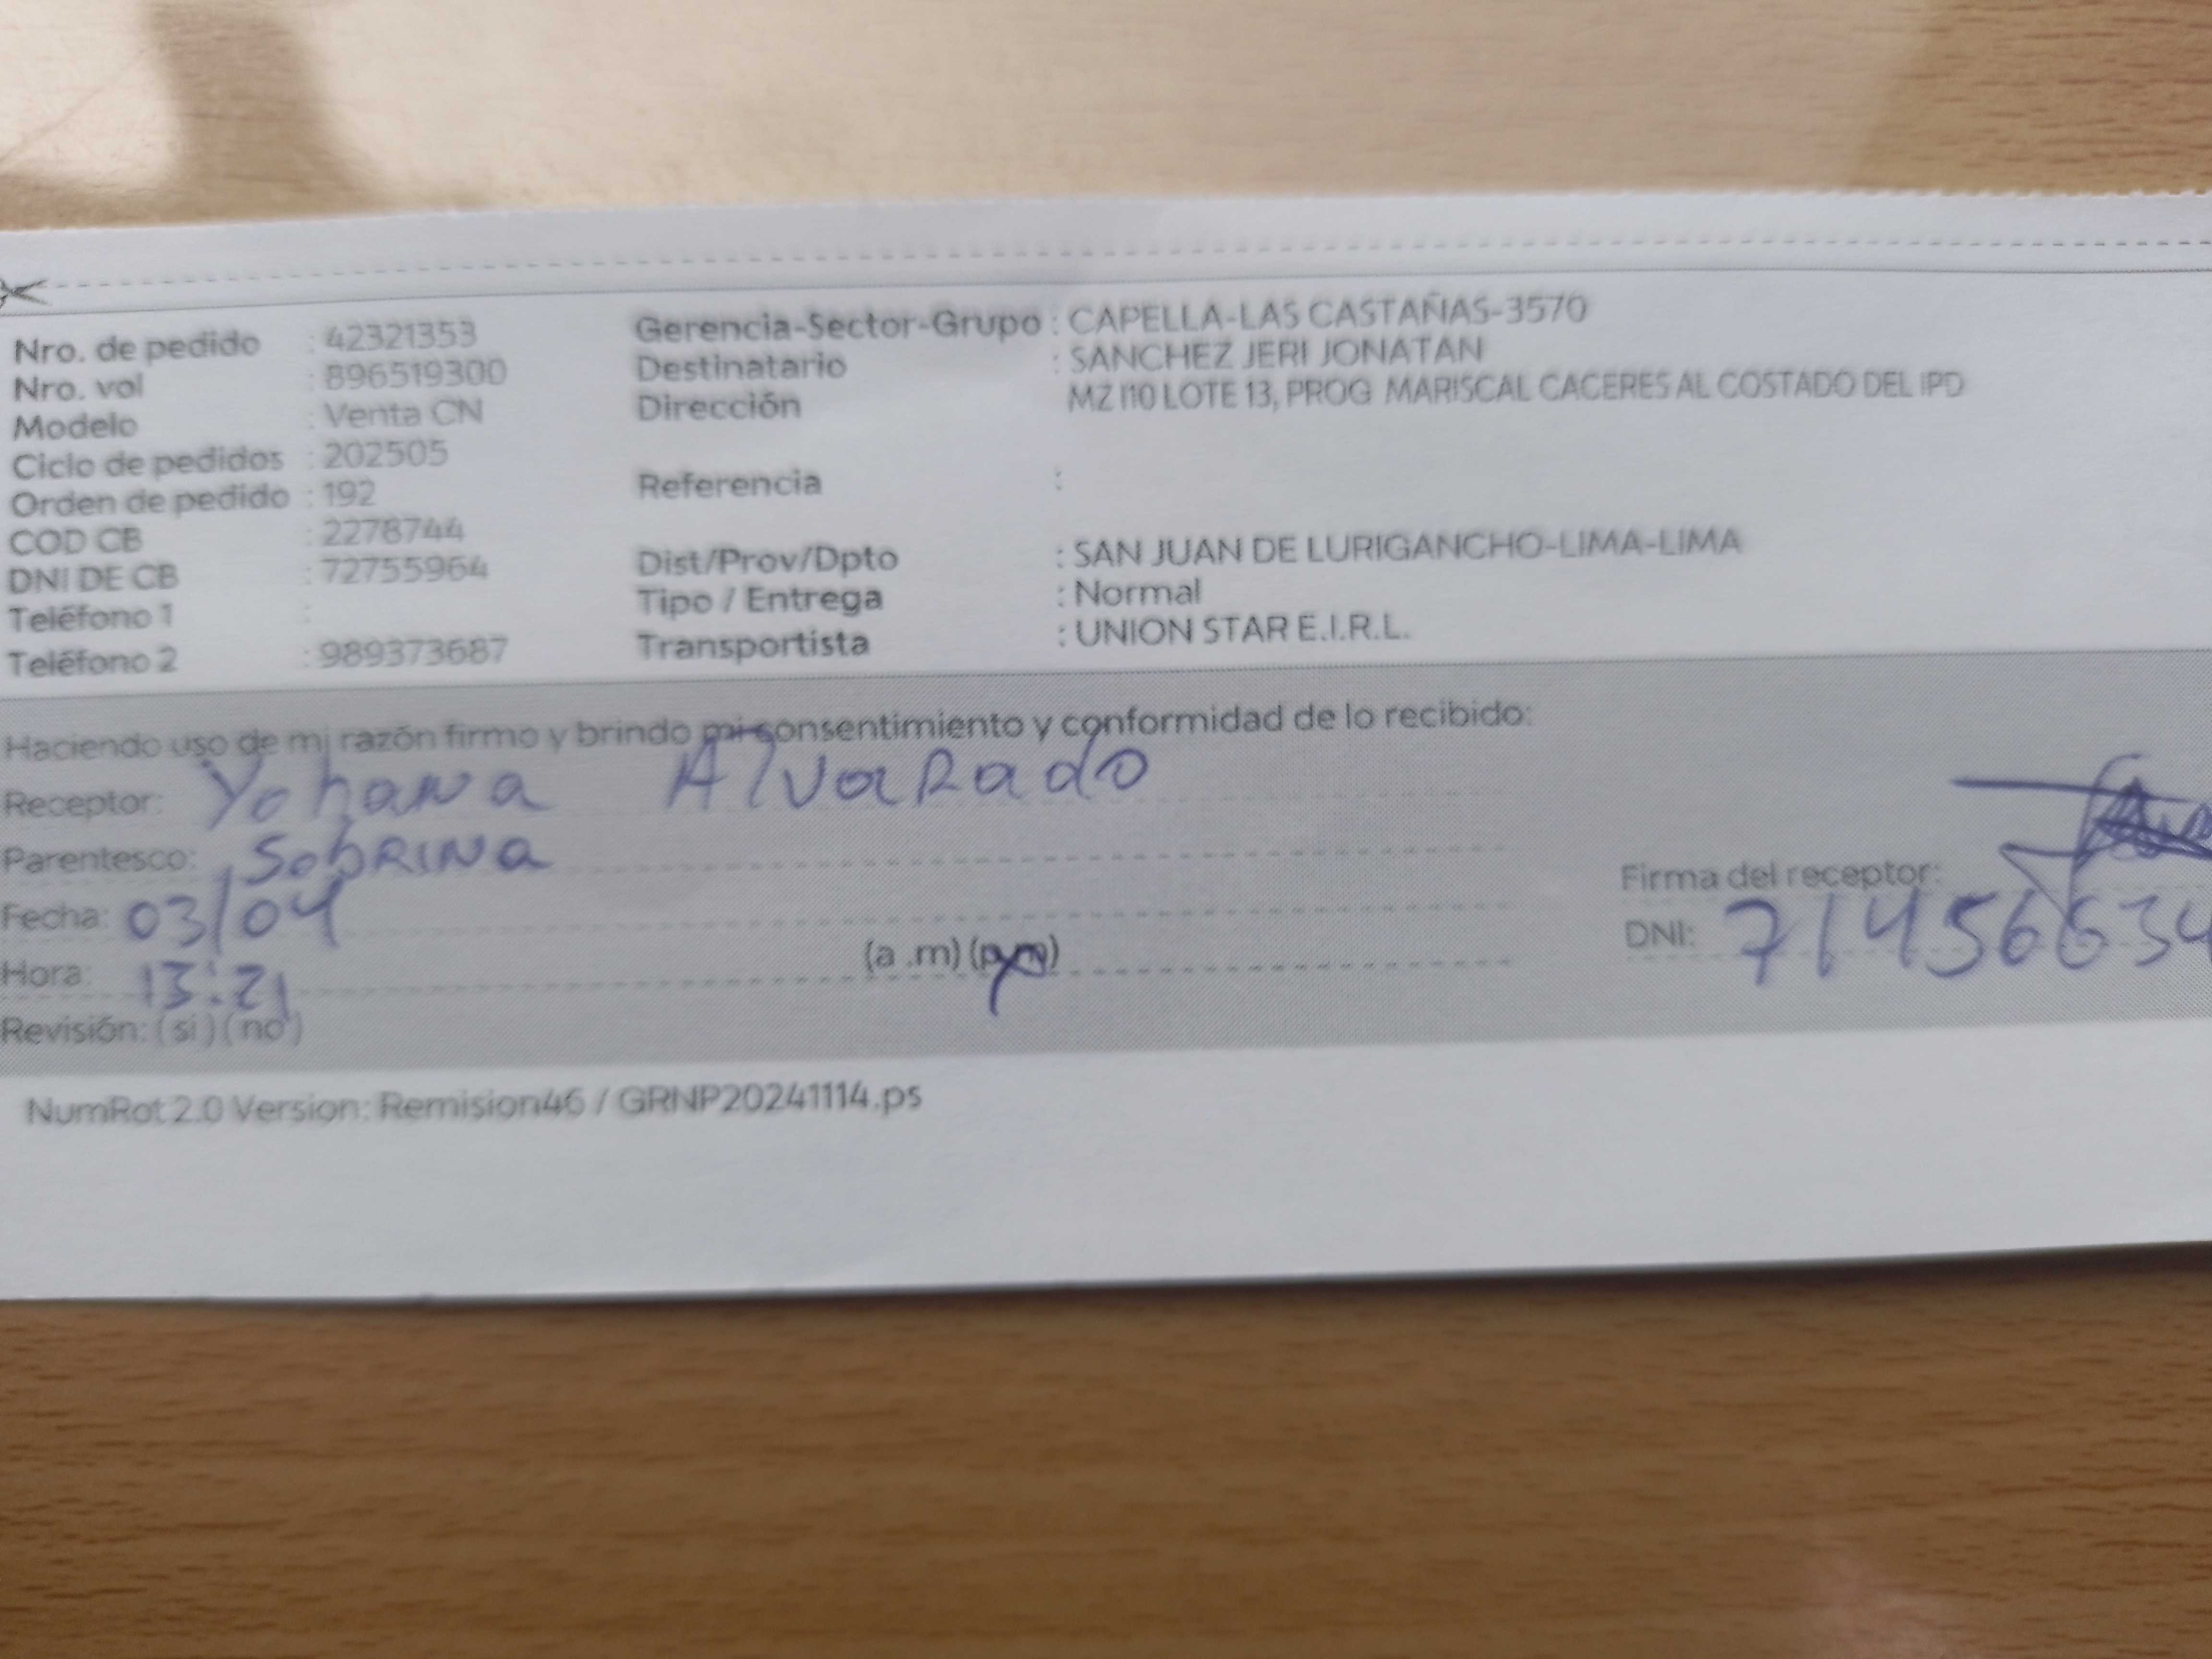 Nro. de pedido : 42321353
Nro. vol : 896519300
Modelo : Venta CN
Ciclo de pedidos : 202505
Orden de pedido : 192
COD CB : 2278744
DNI DE CB : 72755964
Teléfono 1 :
Teléfono 2 : 989373687
Gerencia-Sector-Grupo : CAPELLA-LAS CASTAÑAS-3570
Destinatario : SANCHEZ JERI JONATAN
Dirección MZ I10 LOTE 13, PROG MARISCAL CACERES AL COSTADO DEL IPD
Referencia :
Dist/Prov/Dpto : SAN JUAN DE LURIGANCHO-LIMA-LIMA
Tipo / Entrega : Normal
Transportista : UNION STAR E.I.R.L.
Haciendo uso de mi razón firmo y brindo mi consentimiento y conformidad de lo recibido:
Receptor: Yohana Alvarado
Parentesco: Sobrina
Fecha: 03/04
Hora: 13:21 (a .m) (p.m)
Revisión: (si) (no)
Firma del receptor:
DNI: 71456634
NumRot 2.0 Version: Remision46 / GRNP20241114.ps